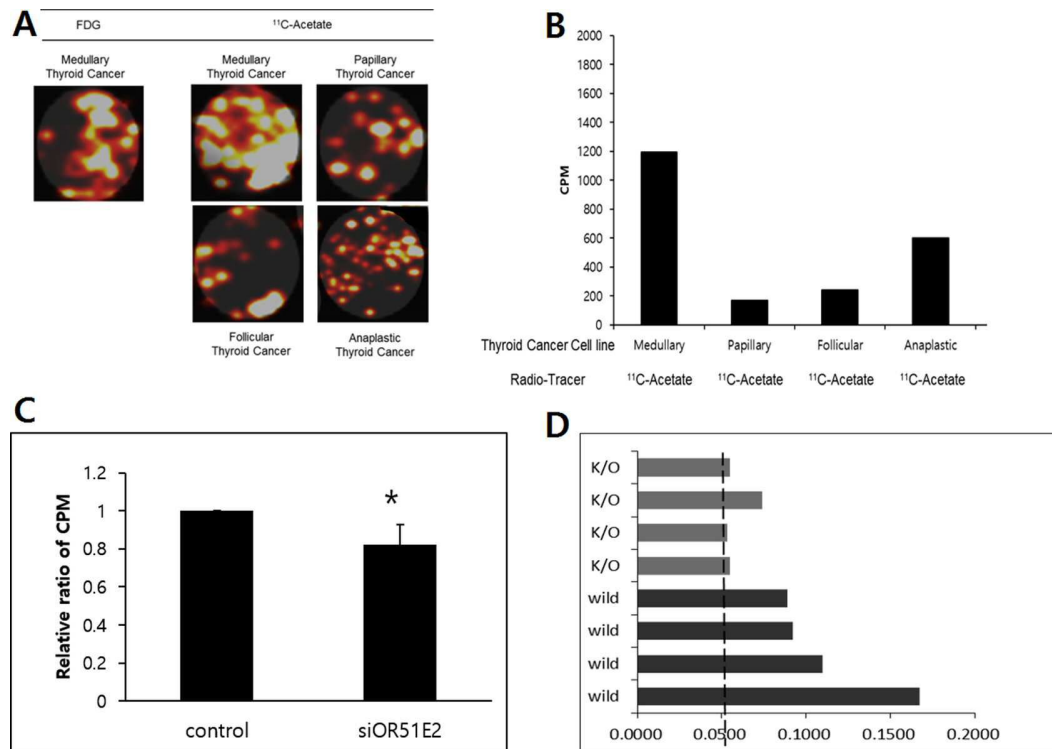 A
FDG
¹¹C-Acetate
Medullary
Thyroid Cancer
Medullary
Thyroid Cancer
Papillary
Thyroid Cancer
Follicular
Thyroid Cancer
Anaplastic
Thyroid Cancer
B
2000
1800
1600
1400
1200
1000
800
600
400
200
0
CPM
Thyroid Cancer Cell line Medullary Papillary Follicular Anaplastic
Radio-Tracer ¹¹C-Acetate ¹¹C-Acetate ¹¹C-Acetate ¹¹C-Acetate
C
1.2
1
0.8
0.6
0.4
0.2
0
Relative ratio of CPM
*
control siOR51E2
D
K/O
K/O
K/O
K/O
wild
wild
wild
wild
0.0000 0.0500 0.1000 0.1500 0.2000